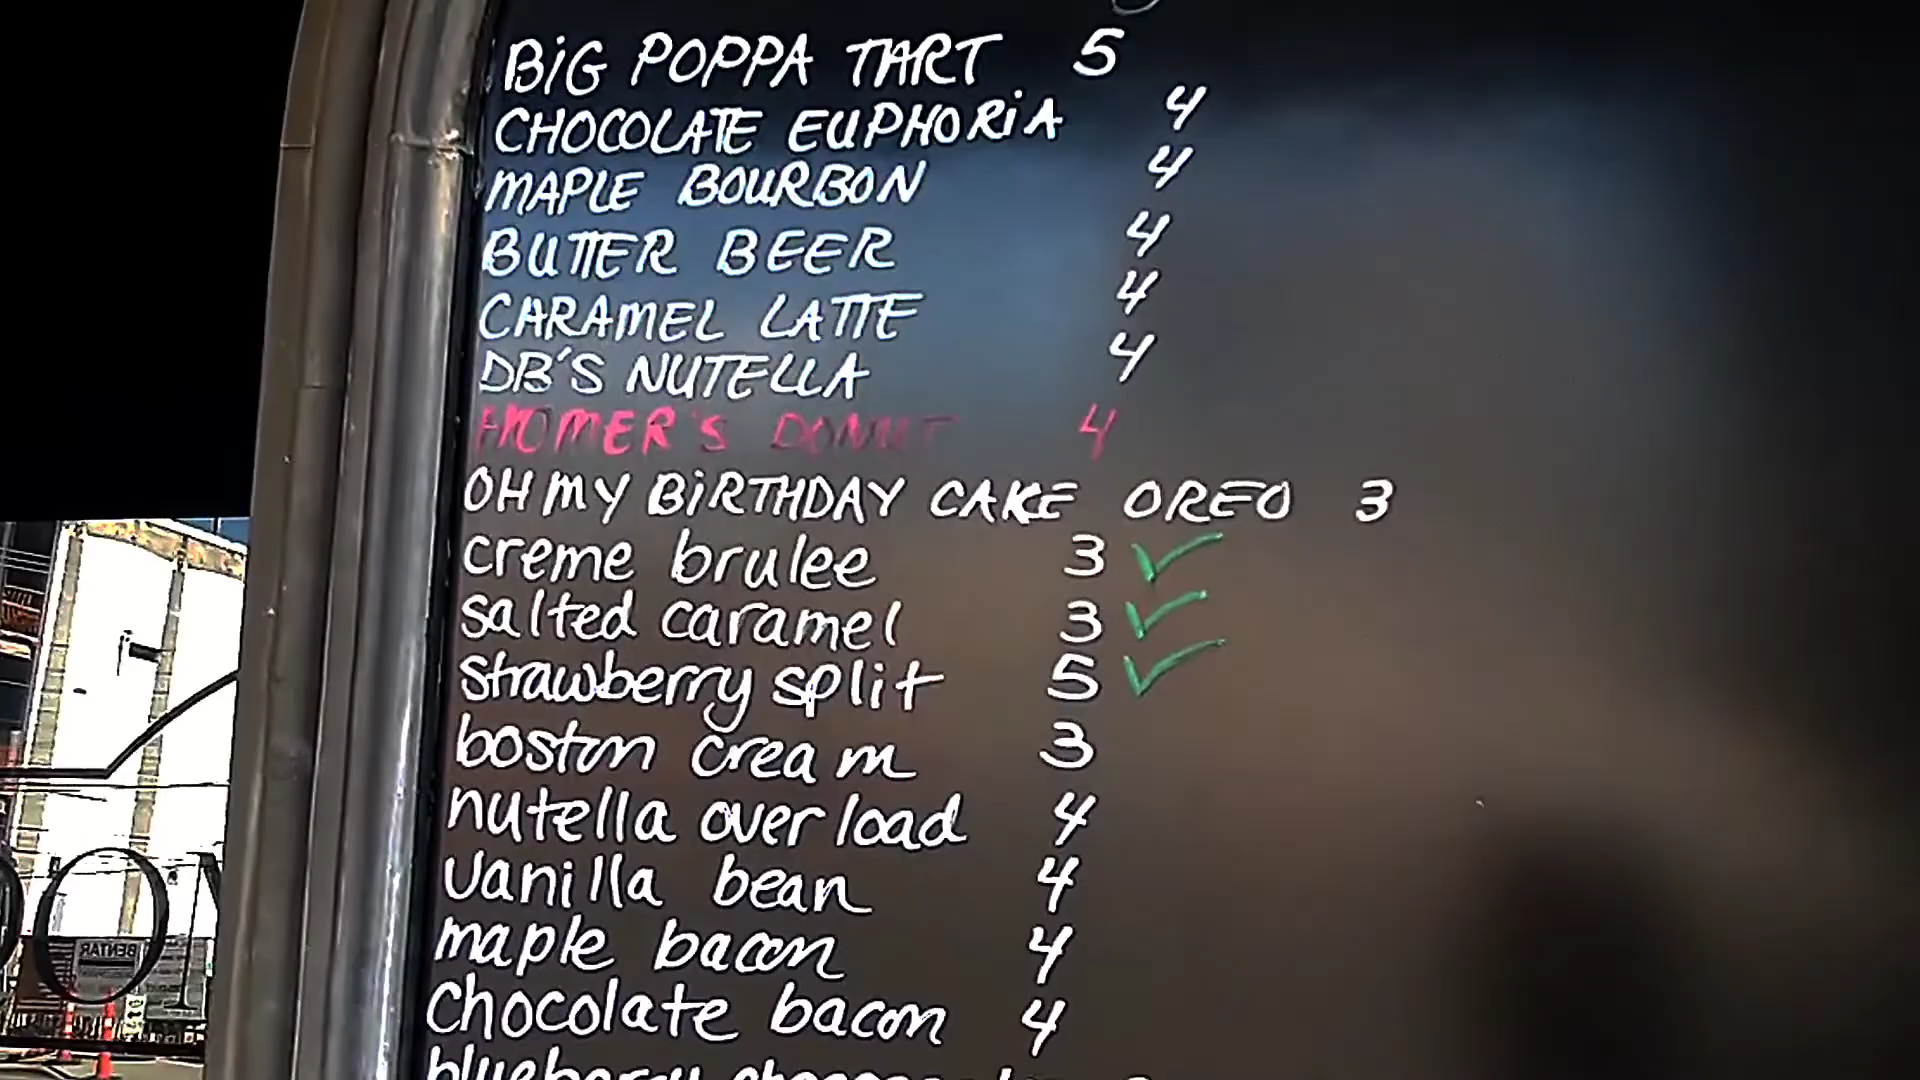 BiG POPPA TART 5
CHOCOLATE EUPHORiA 4
MAPLE BOURBON 4
BUTTER BEER 4
CARAMEL LATTE 4
DB'S NUTELLA 4
HOMER'S DONUT 4
OH MY BiRTHDAY CAKE OREO 3
creme brulee 3 ✓
salted caramel 3 ✓
strawberry split 5 ✓
boston cream 3
nutella overload 4
vanilla bean 4
maple bacon 4
chocolate bacon 4
blueberry
BENTAR